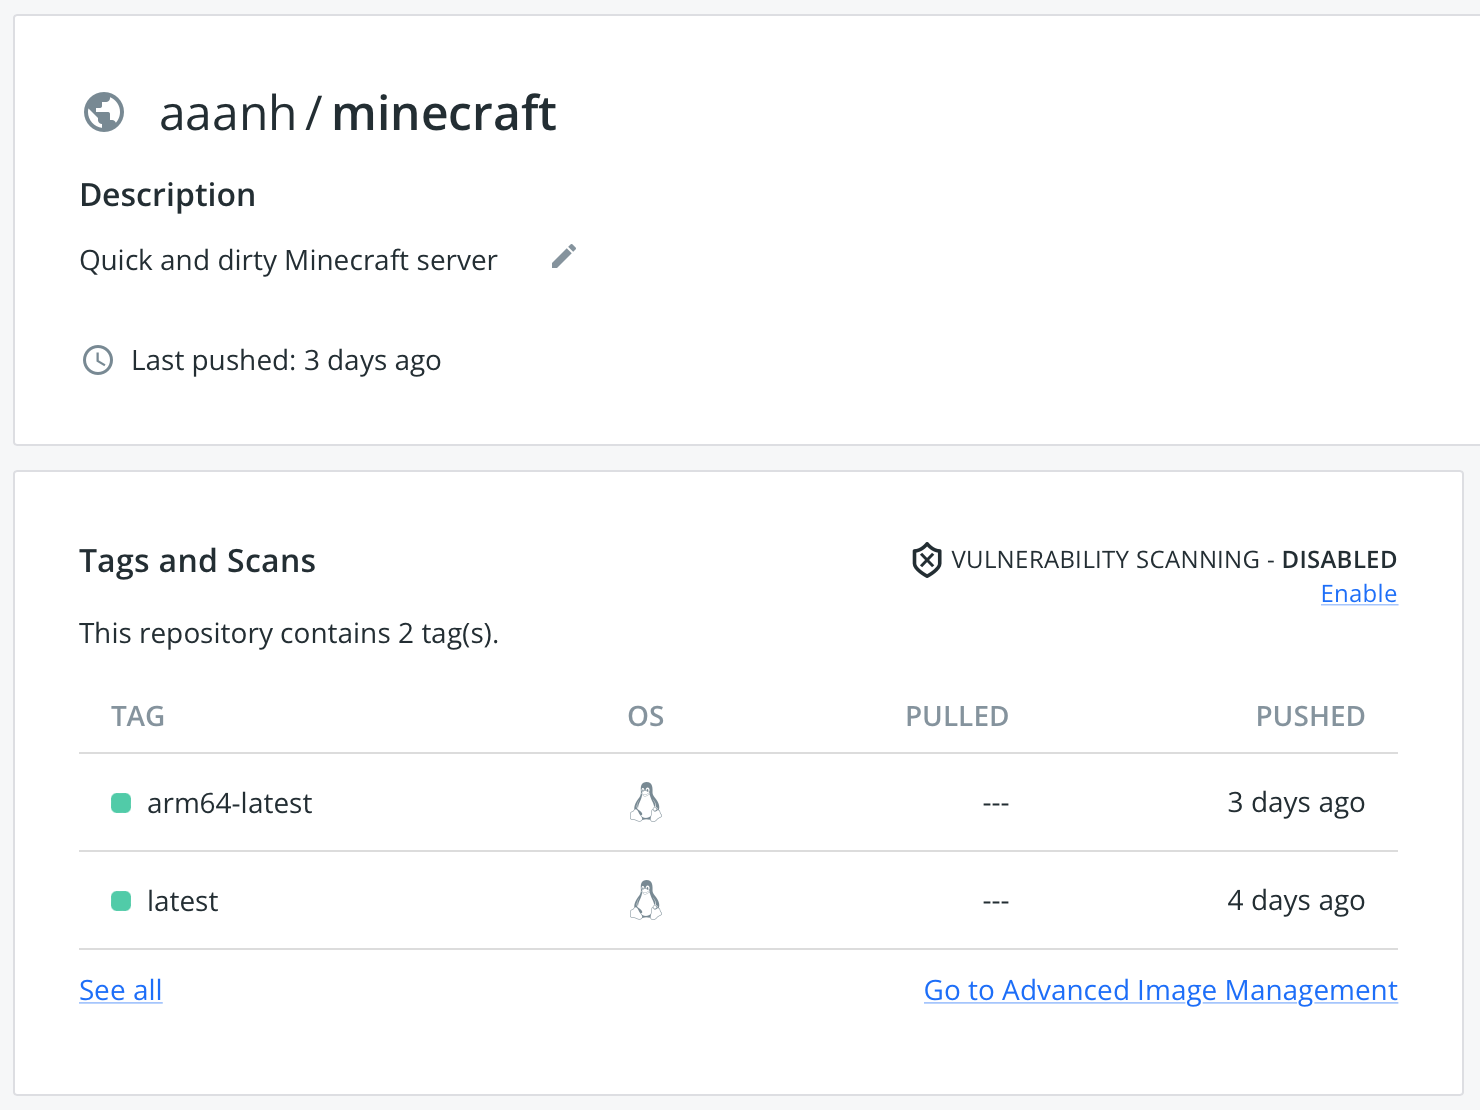 aaanh / minecraft
Description
Quick and dirty Minecraft server
Last pushed: 3 days ago
Tags and Scans
VULNERABILITY SCANNING - DISABLED
Enable
This repository contains 2 tag(s).
TAG OS PULLED PUSHED
arm64-latest --- 3 days ago
latest --- 4 days ago
See all Go to Advanced Image Management